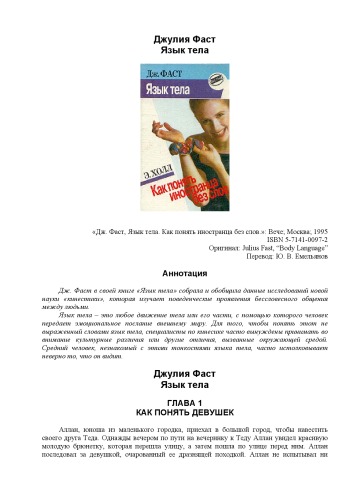 Джулия Фаст
Язык тела
Дж. ФАСТ
Язык тела
Э.ХОЛЛ
Как понять
иностранца
без слов
«Дж. Фаст, Язык тела. Как понять иностранца без слов.»: Вече, Москва; 1995
ISBN 5-7141-0097-2
Оригинал: Julius Fast, “Body Language”
Перевод: Ю. В. Емельянов
Аннотация
Дж. Фаст в своей книге «Язык тела» собрала и обобщила данные исследований новой
науки «кинестики», которая изучает поведенческие проявления бессловесного общения
между людьми.
Язык тела – это любое движение тела или его части, с помощью которого человек
передает эмоциональное послание внешнему миру. Для того, чтобы понять этот не
выраженный словами язык тела, специалисты по кинестике часто вынуждены принимать во
внимание культурные различия или другие отличия, вызванные окружающей средой.
Средний человек, незнакомый с этими тонкостями языка тела, часто истолковывает
неверно то, что он видит.
Джулия Фаст
Язык тела
ГЛАВА 1
КАК ПОНЯТЬ ДЕВУШЕК
Аллан, юноша из маленького городка, приехал в большой город, чтобы навестить
своего друга Теда. Однажды вечером по пути на вечеринку к Теду Аллан увидел красивую
молодую брюнетку, которая перешла улицу, а затем пошла по улице перед ним. Аллан
последовал за девушкой, очарованный ее дразнящей походкой. Аллан не испытывал ни